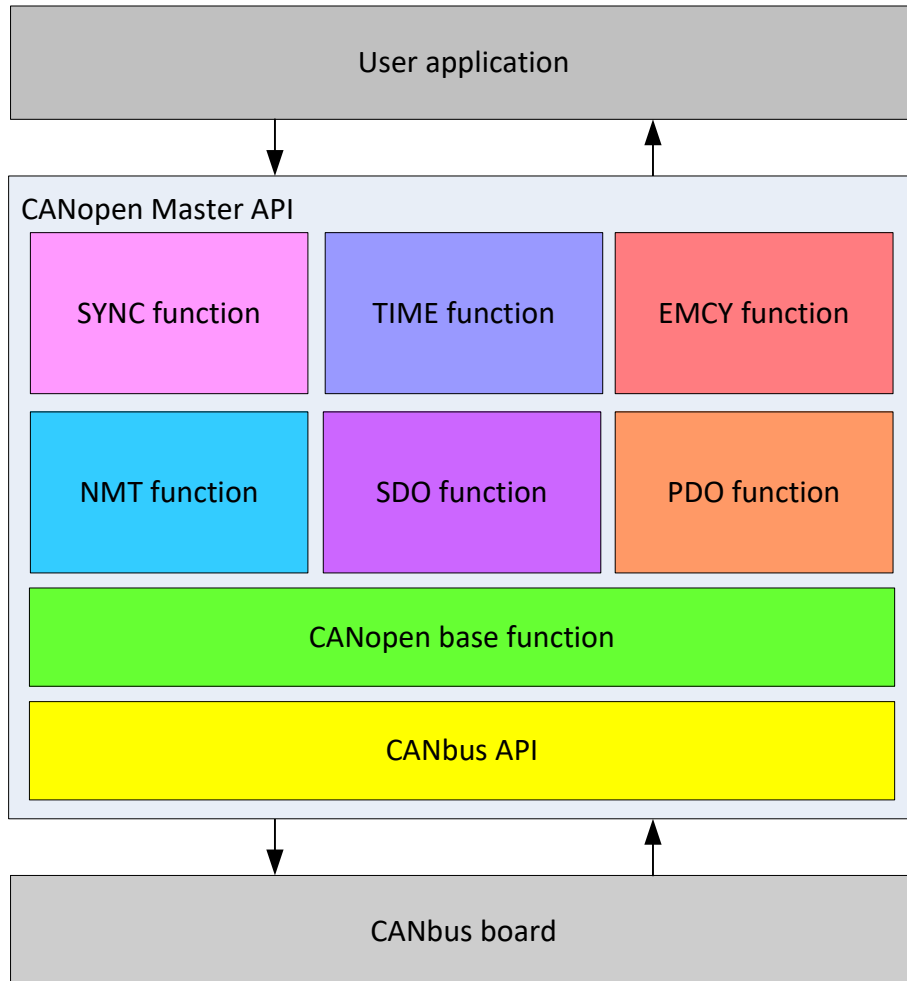 User application
CANopen Master API
SYNC function
TIME function
EMCY function
NMT function
SDO function
PDO function
CANopen base function
CANbus API
CANbus board